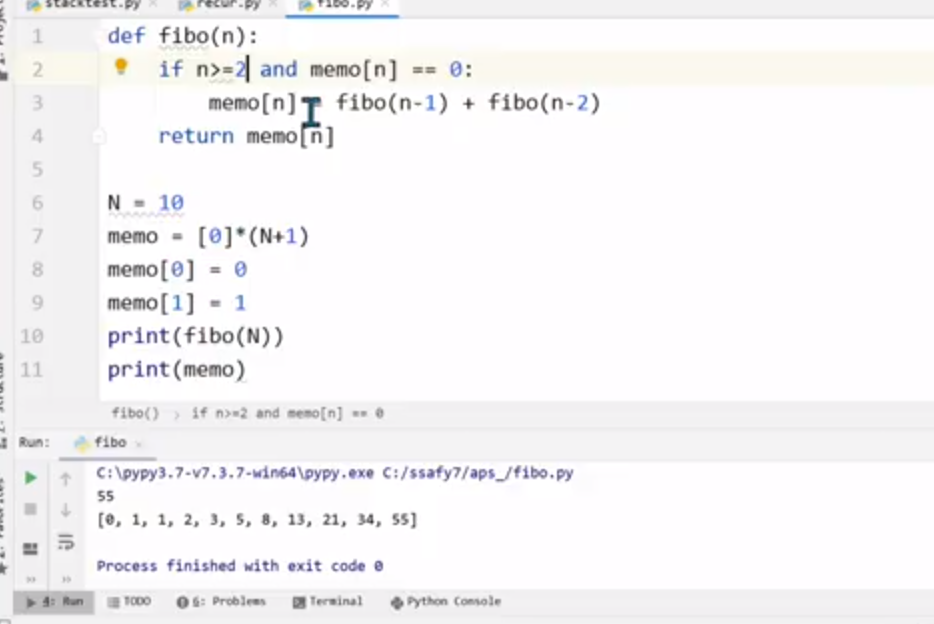 stacktest.py recur.py fibo.py
1 def fibo(n):
2 if n>=2 and memo[n] == 0:
3 memo[n] fibo(n-1) + fibo(n-2)
4 return memo[n]
5
6 N = 10
7 memo = [0]*(N+1)
8 memo[0] = 0
9 memo[1] = 1
10 print(fibo(N))
11 print(memo)
fibo() › if n>=2 and memo[n] == 0
Run: fibo
C:\pypy3.7-v7.3.7-win64\pypy.exe C:/ssafy7/aps_/fibo.py
55
[0, 1, 1, 2, 3, 5, 8, 13, 21, 34, 55]
Process finished with exit code 0
4: Run TODO 6: Problems Terminal Python Console